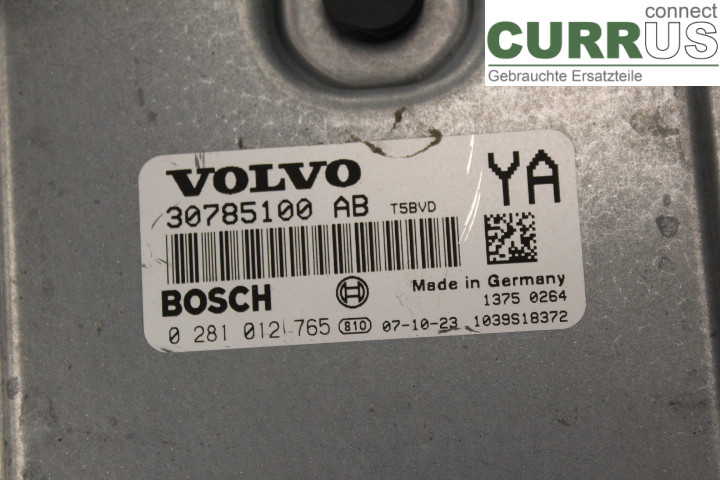 connect
CURRUS
Gebrauchte Ersatzteile
VOLVO
YA
30785100 AB T5BVD
BOSCH
Made in Germany
1375 0264
0 281 012 765 810 07-10-23 1039S18372